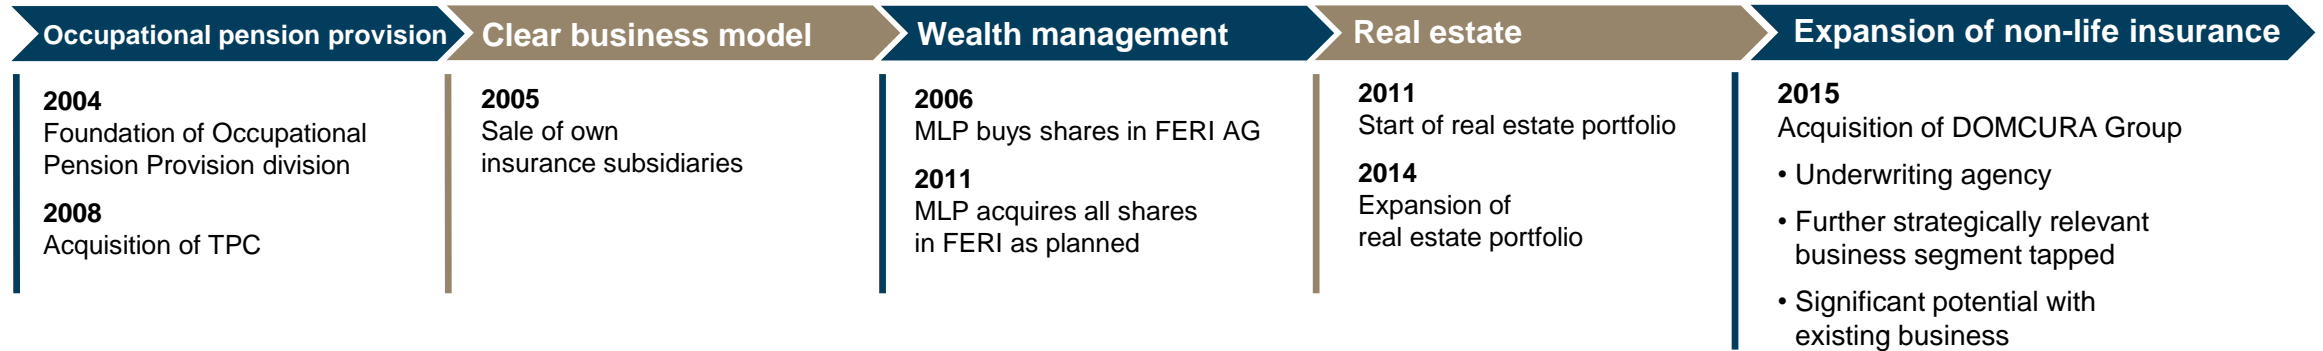 Occupational pension provision
2004
Foundation of Occupational
Pension Provision division
2008
Acquisition of TPC
Clear business model
2005
Sale of own
insurance subsidiaries
Wealth management
2006
MLP buys shares in FERI AG
2011
MLP acquires all shares
in FERI as planned
Real estate
2011
Start of real estate portfolio
2014
Expansion of
real estate portfolio
Expansion of non-life insurance
2015
Acquisition of DOMCURA Group
• Underwriting agency
• Further strategically relevant
business segment tapped
• Significant potential with
existing business